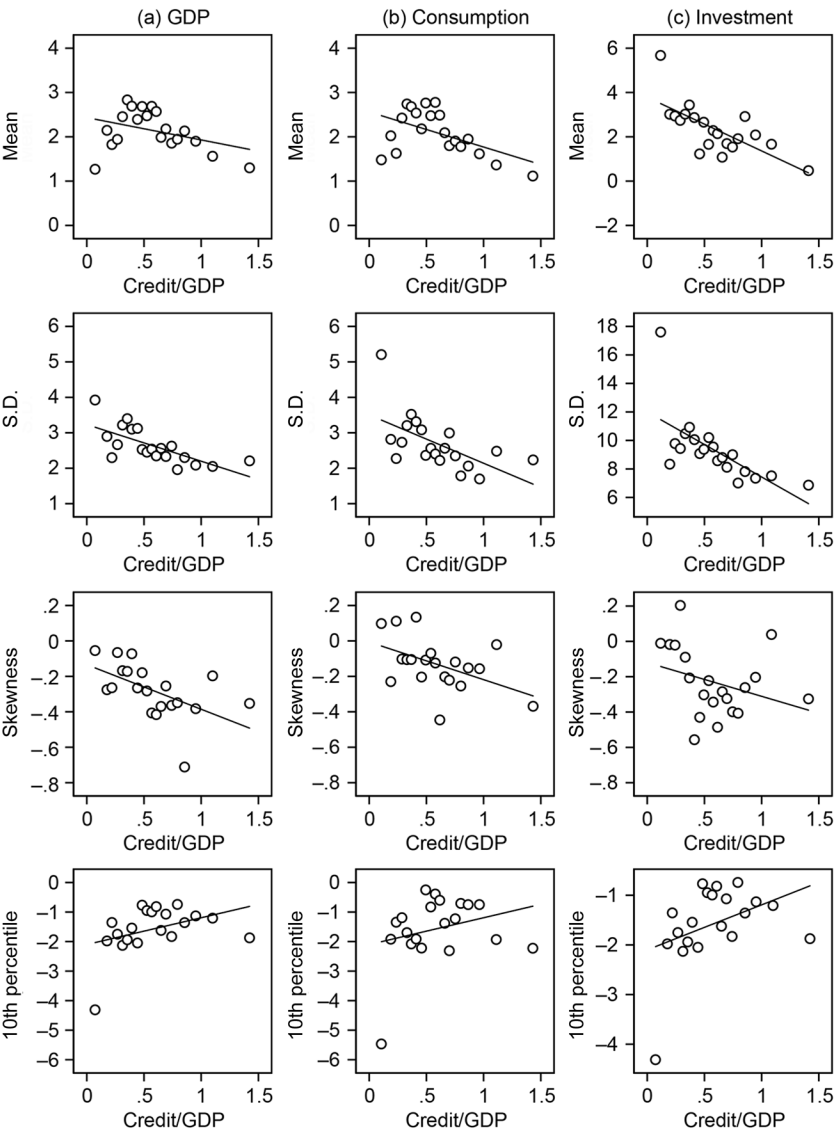 (a) GDP
(b) Consumption
(c) Investment
Mean
4
3
2
1
0
0 .5 1 1.5
Credit/GDP
Mean
4
3
2
1
0
0 .5 1 1.5
Credit/GDP
Mean
6
4
2
0
–2
0 .5 1 1.5
Credit/GDP
S.D.
6
5
4
3
2
1
0 .5 1 1.5
Credit/GDP
S.D.
6
5
4
3
2
1
0 .5 1 1.5
Credit/GDP
S.D.
18
16
14
12
10
8
6
0 .5 1 1.5
Credit/GDP
Skewness
.2
0
–.2
–.4
–.6
–.8
0 .5 1 1.5
Credit/GDP
Skewness
.2
0
–.2
–.4
–.6
–.8
0 .5 1 1.5
Credit/GDP
Skewness
.2
0
–.2
–.4
–.6
–.8
0 .5 1 1.5
Credit/GDP
10th percentile
0
–1
–2
–3
–4
–5
–6
0 .5 1 1.5
Credit/GDP
10th percentile
0
–1
–2
–3
–4
–5
–6
0 .5 1 1.5
Credit/GDP
10th percentile
–1
–2
–3
–4
0 .5 1 1.5
Credit/GDP